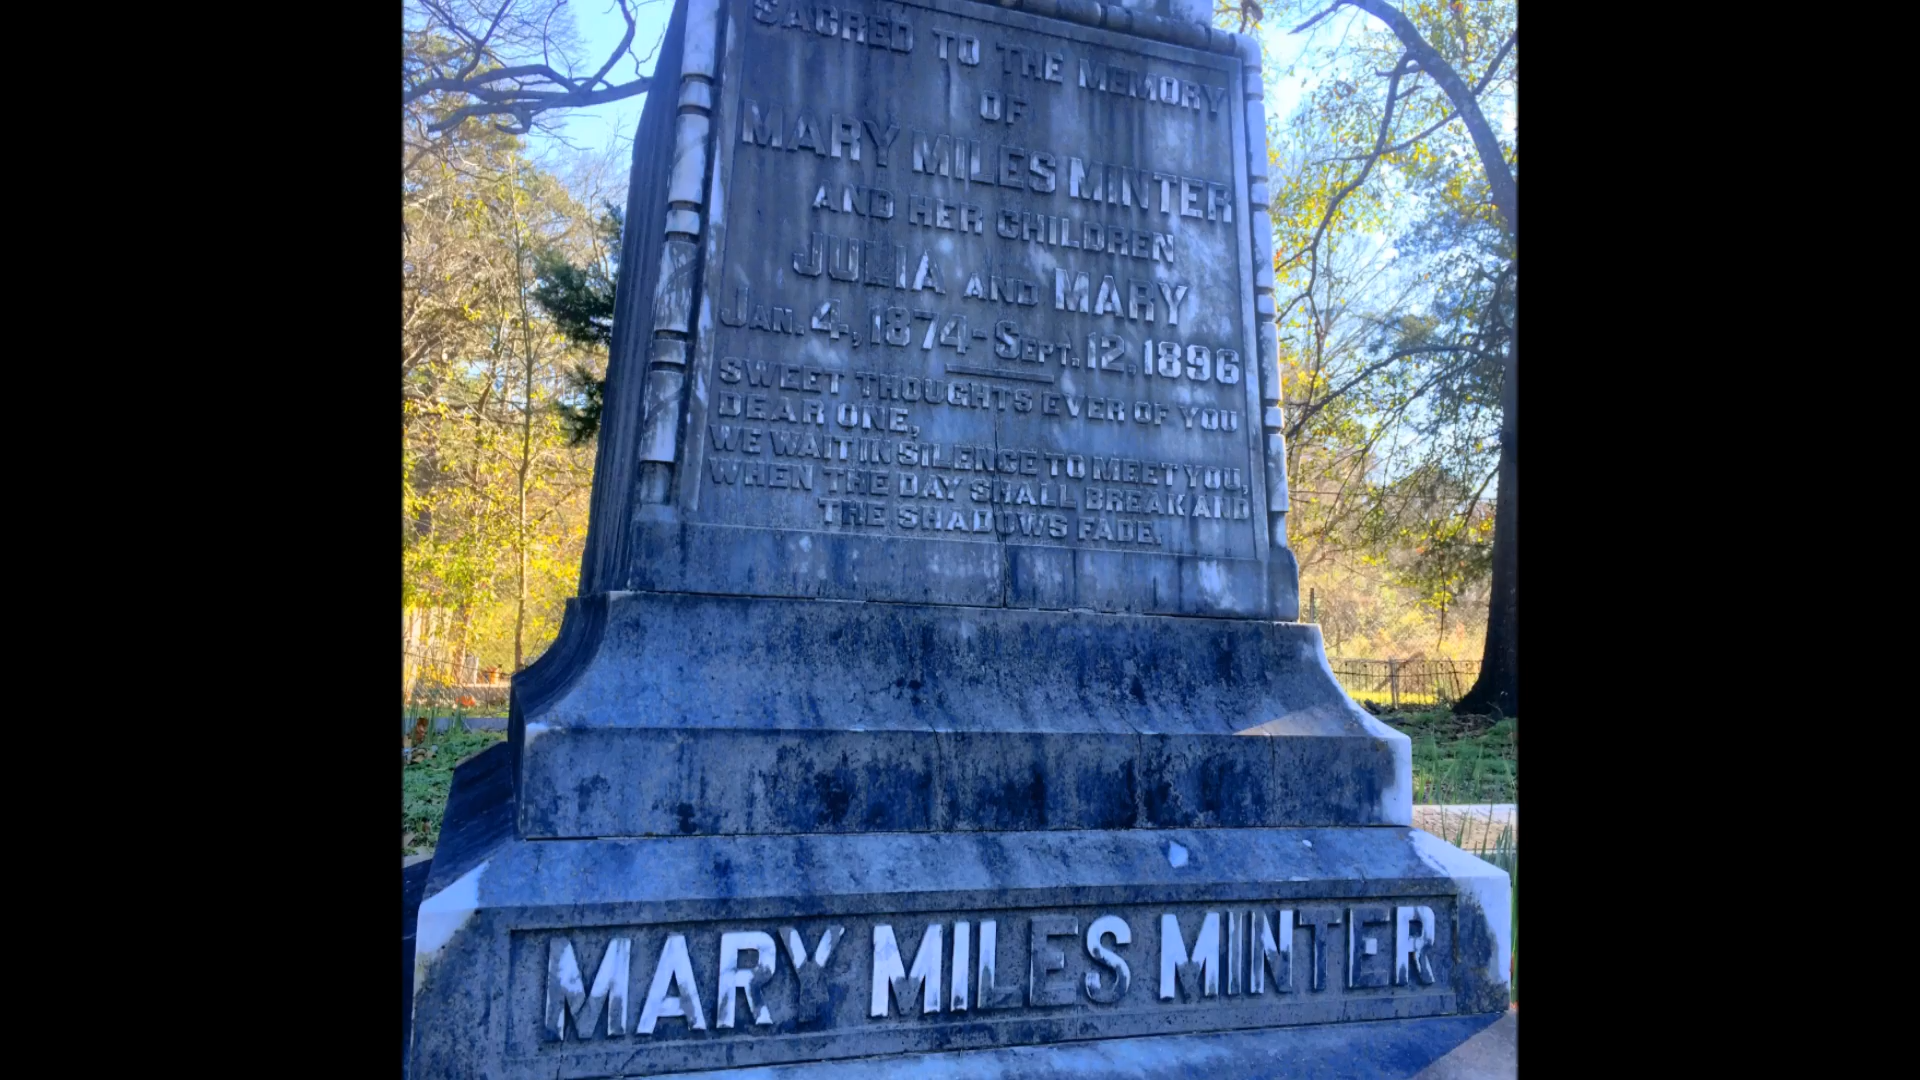 SACRED TO THE MEMORY
OF
MARY MILES MINTER
AND HER CHILDREN
JULIA AND MARY
JAN. 4, 1874-SEPT. 12, 1896
SWEET THOUGHTS EVER OF YOU
DEAR ONE,
WE WAIT IN SILENCE TO MEET YOU,
WHEN THE DAY SHALL BREAK AND
THE SHADOWS FADE.
MARY MILES MINTER